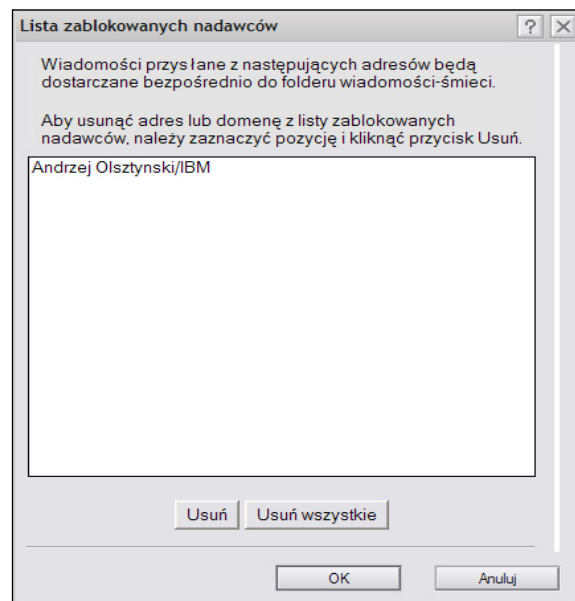 Lista zablokowanych nadawców
Wiadomości przysłane z następujących adresów będą
dostarczane bezpośrednio do folderu wiadomości-śmieci.
Aby usunąć adres lub domenę z listy zablokowanych
nadawców, należy zaznaczyć pozycję i kliknąć przycisk Usuń.
Andrzej Olsztynski/IBM
Usuń Usuń wszystkie
OK Anuluj